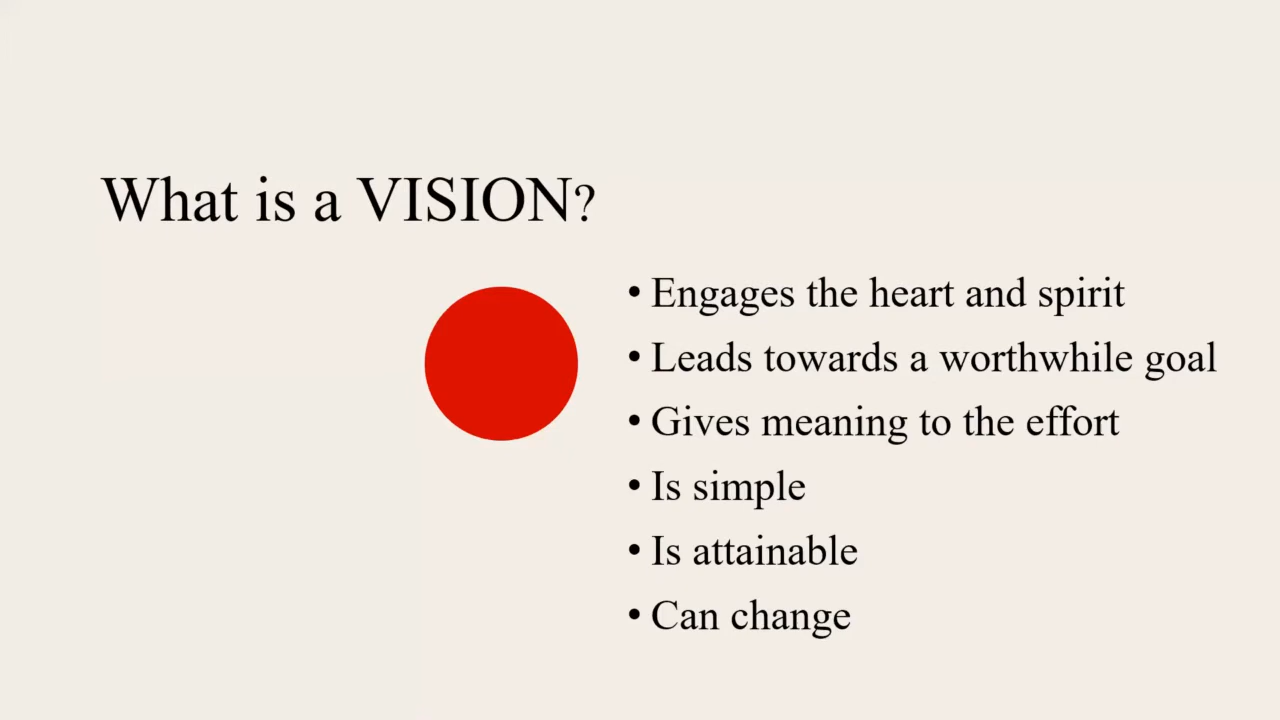 What is a VISION?
• Engages the heart and spirit
• Leads towards a worthwhile goal
• Gives meaning to the effort
• Is simple
• Is attainable
• Can change